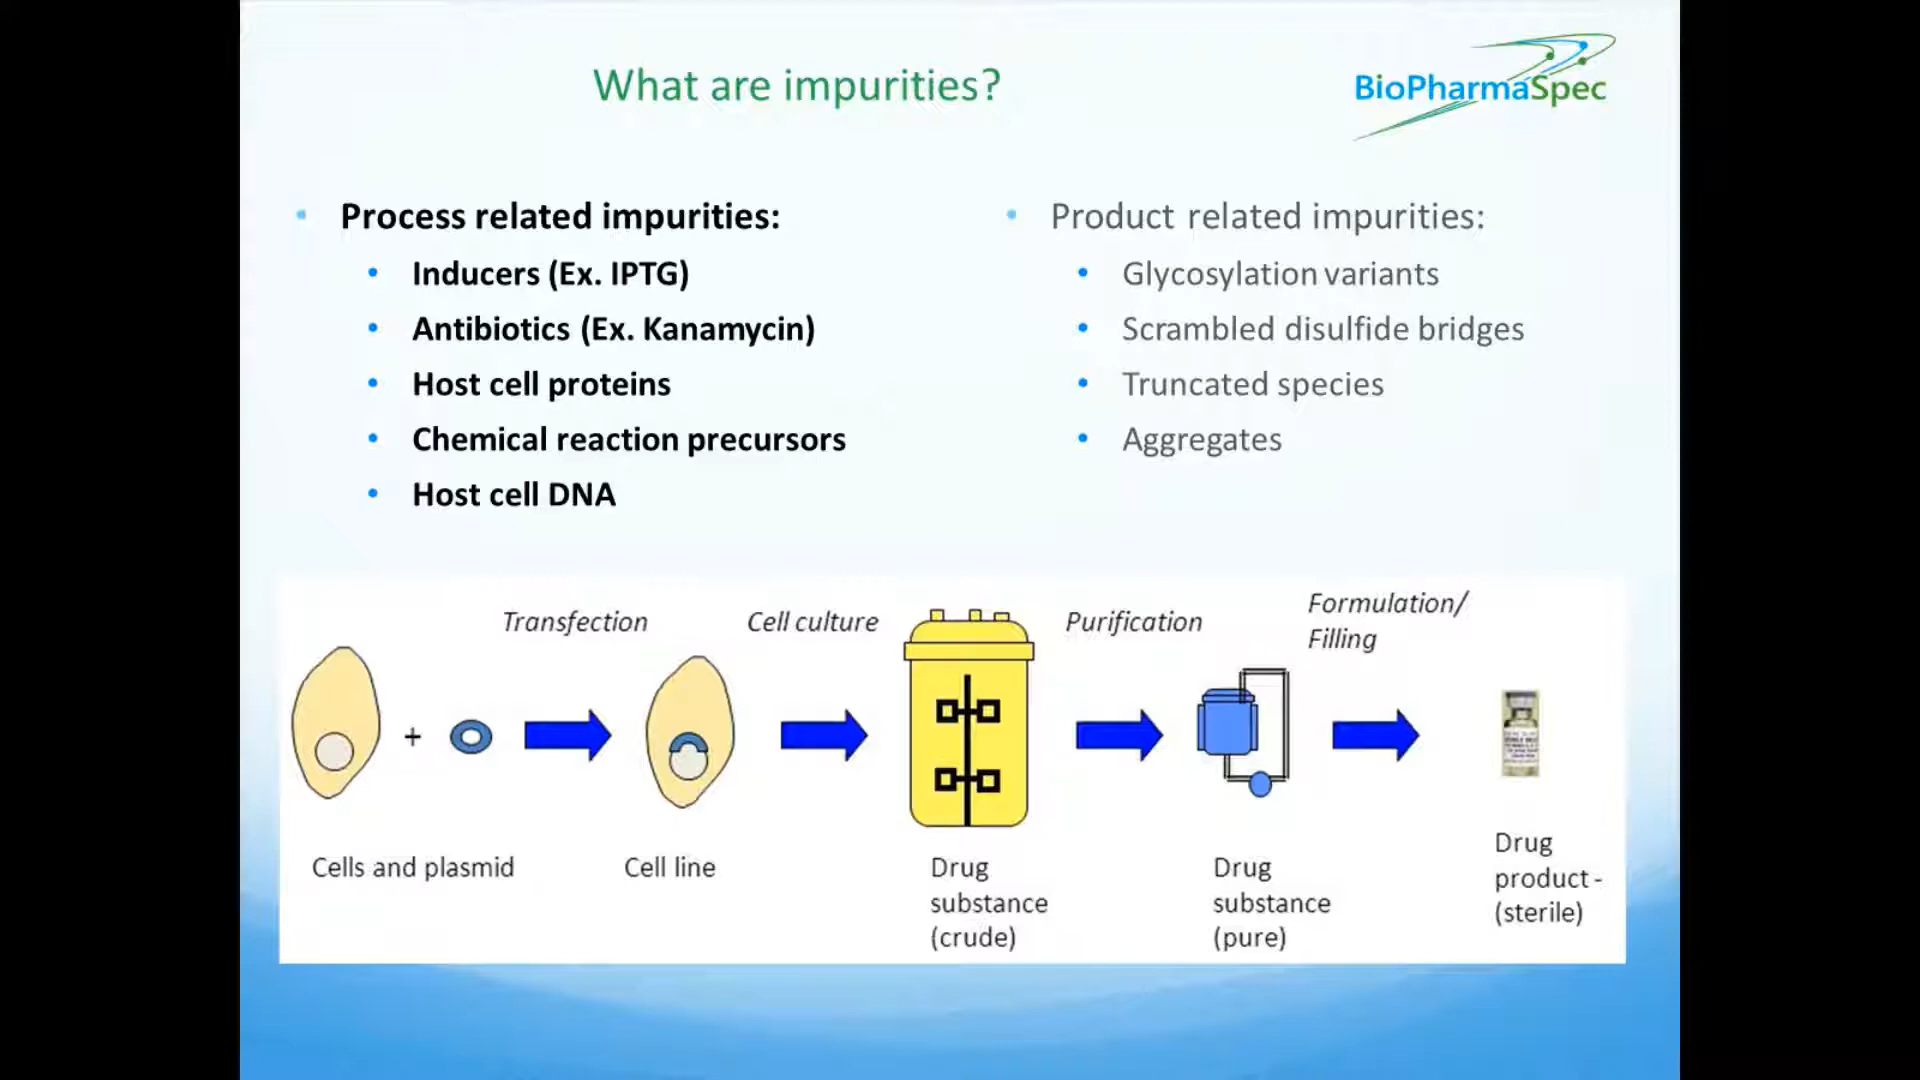 What are impurities?
BioPharmaSpec
• Process related impurities:
• Inducers (Ex. IPTG)
• Antibiotics (Ex. Kanamycin)
• Host cell proteins
• Chemical reaction precursors
• Host cell DNA
• Product related impurities:
• Glycosylation variants
• Scrambled disulfide bridges
• Truncated species
• Aggregates
Transfection
Cell culture
Purification
Formulation/
Filling
+
Cells and plasmid
Cell line
Drug
substance
(crude)
Drug
substance
(pure)
Drug
product -
(sterile)